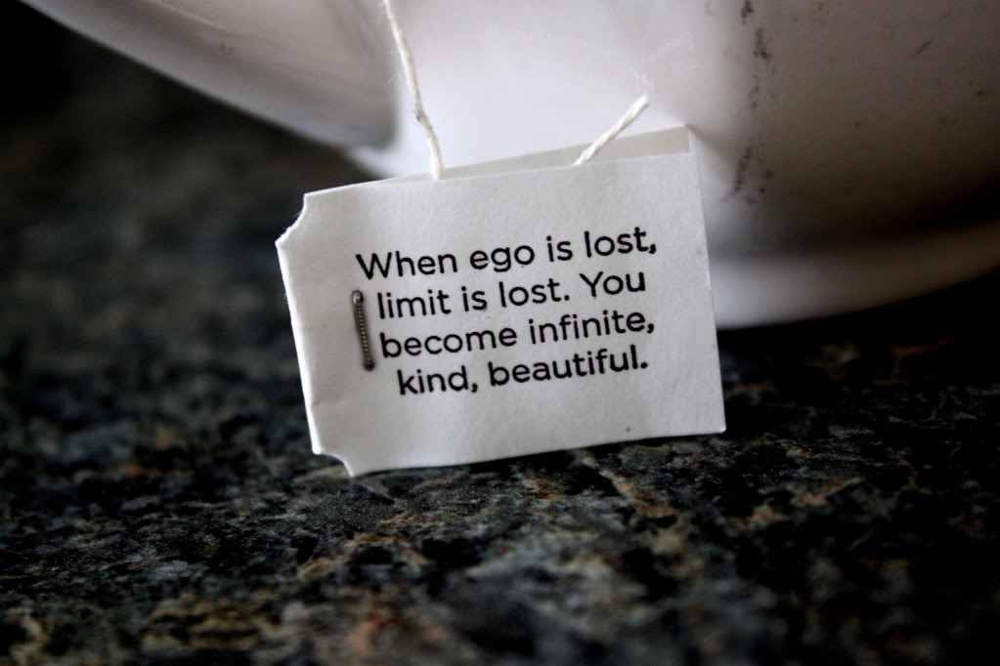 When ego is lost,
limit is lost. You
become infinite,
kind, beautiful.